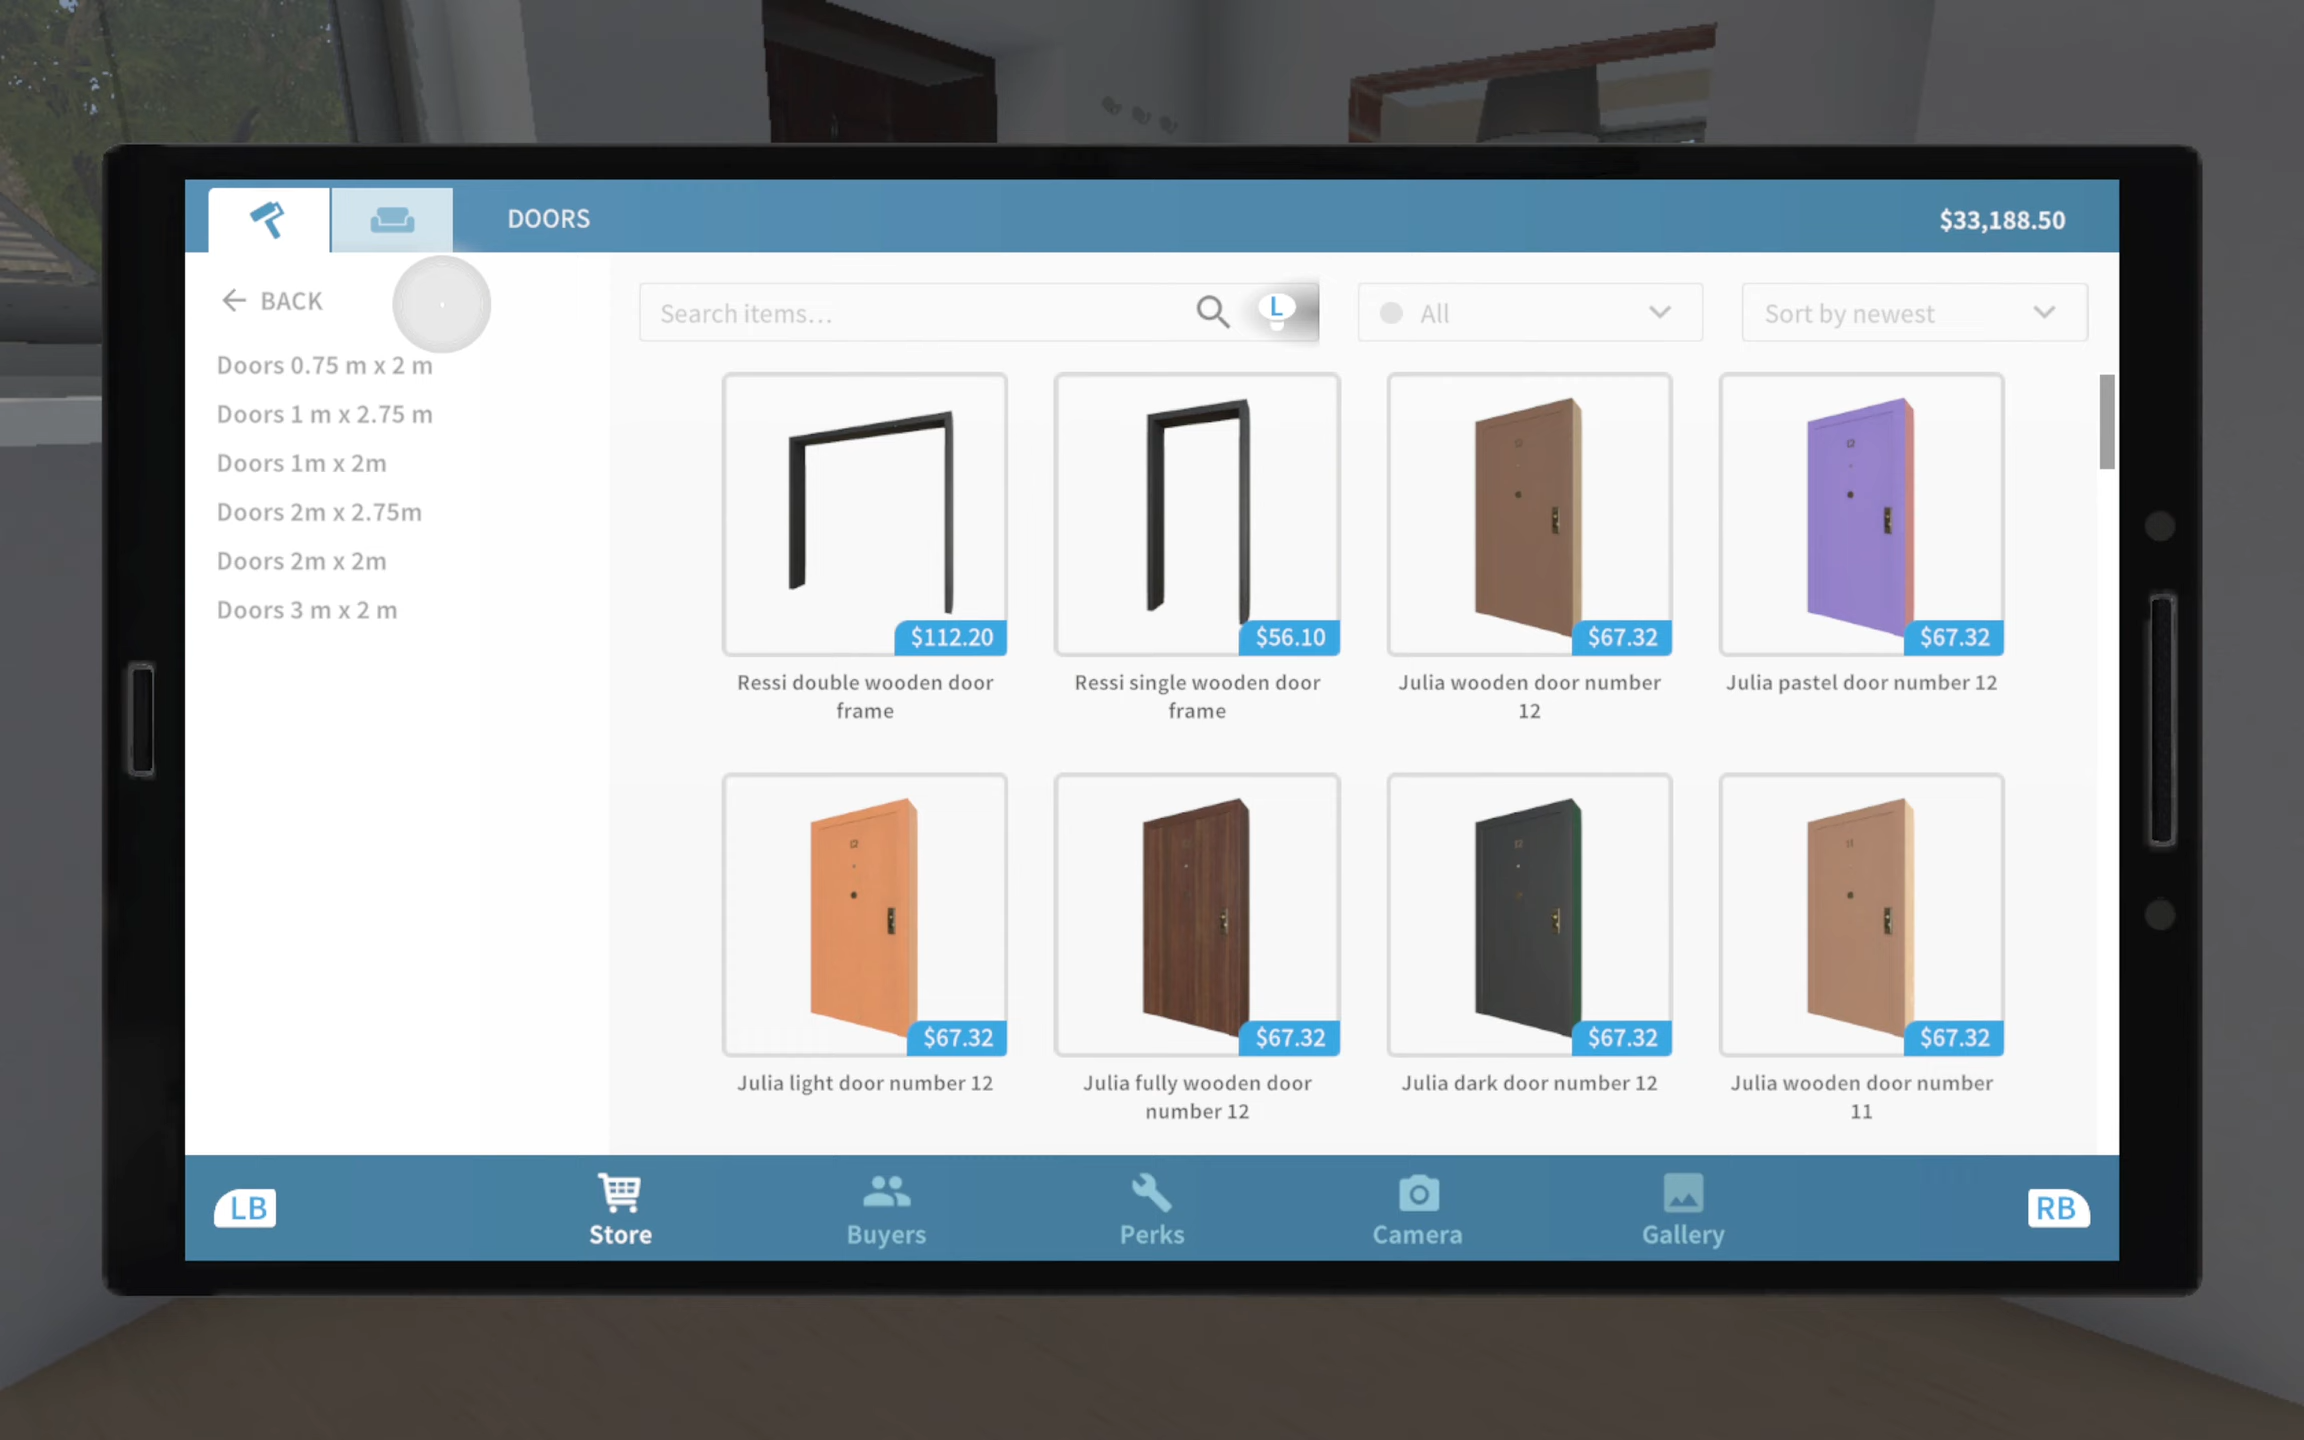 DOORS
$33,188.50
BACK
Search items...
L
All
Sort by newest
Doors 0.75 m x 2 m
Doors 1 m x 2.75 m
Doors 1m x 2m
Doors 2m x 2.75m
Doors 2m x 2m
Doors 3 m x 2 m
$112.20
$56.10
$67.32
$67.32
Ressi double wooden door
frame
Ressi single wooden door
frame
Julia wooden door number
12
Julia pastel door number 12
$67.32
$67.32
$67.32
$67.32
Julia light door number 12
Julia fully wooden door
number 12
Julia dark door number 12
Julia wooden door number
11
LB
Store
Buyers
Perks
Camera
Gallery
RB